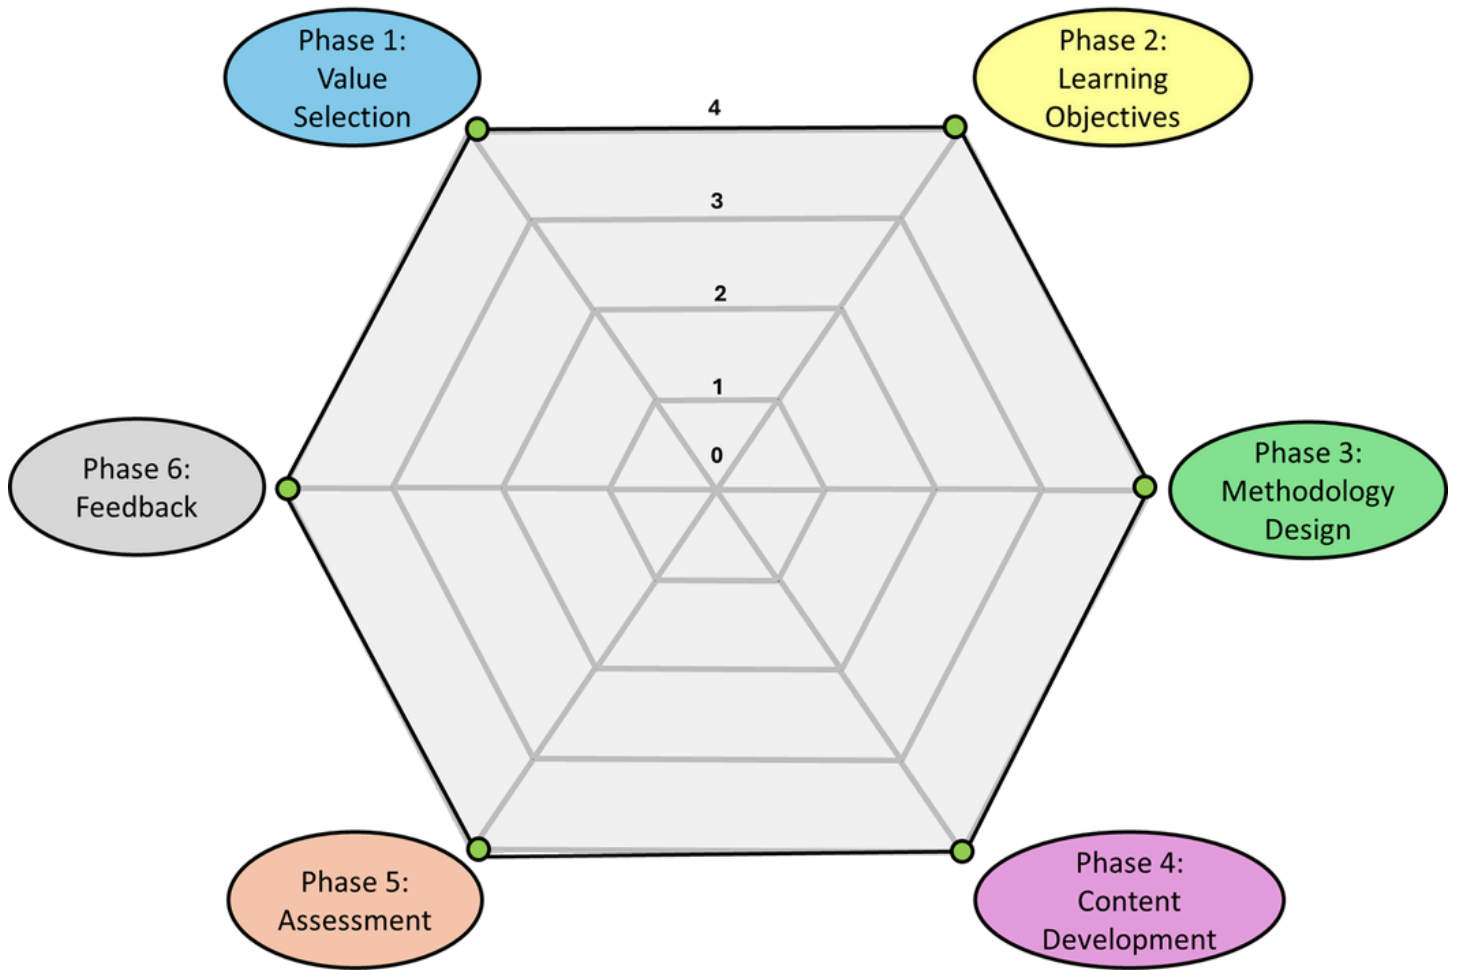 Phase 1:
Value
Selection
Phase 2:
Learning
Objectives
4
3
2
1
0
Phase 6:
Feedback
Phase 3:
Methodology
Design
Phase 5:
Assessment
Phase 4:
Content
Development